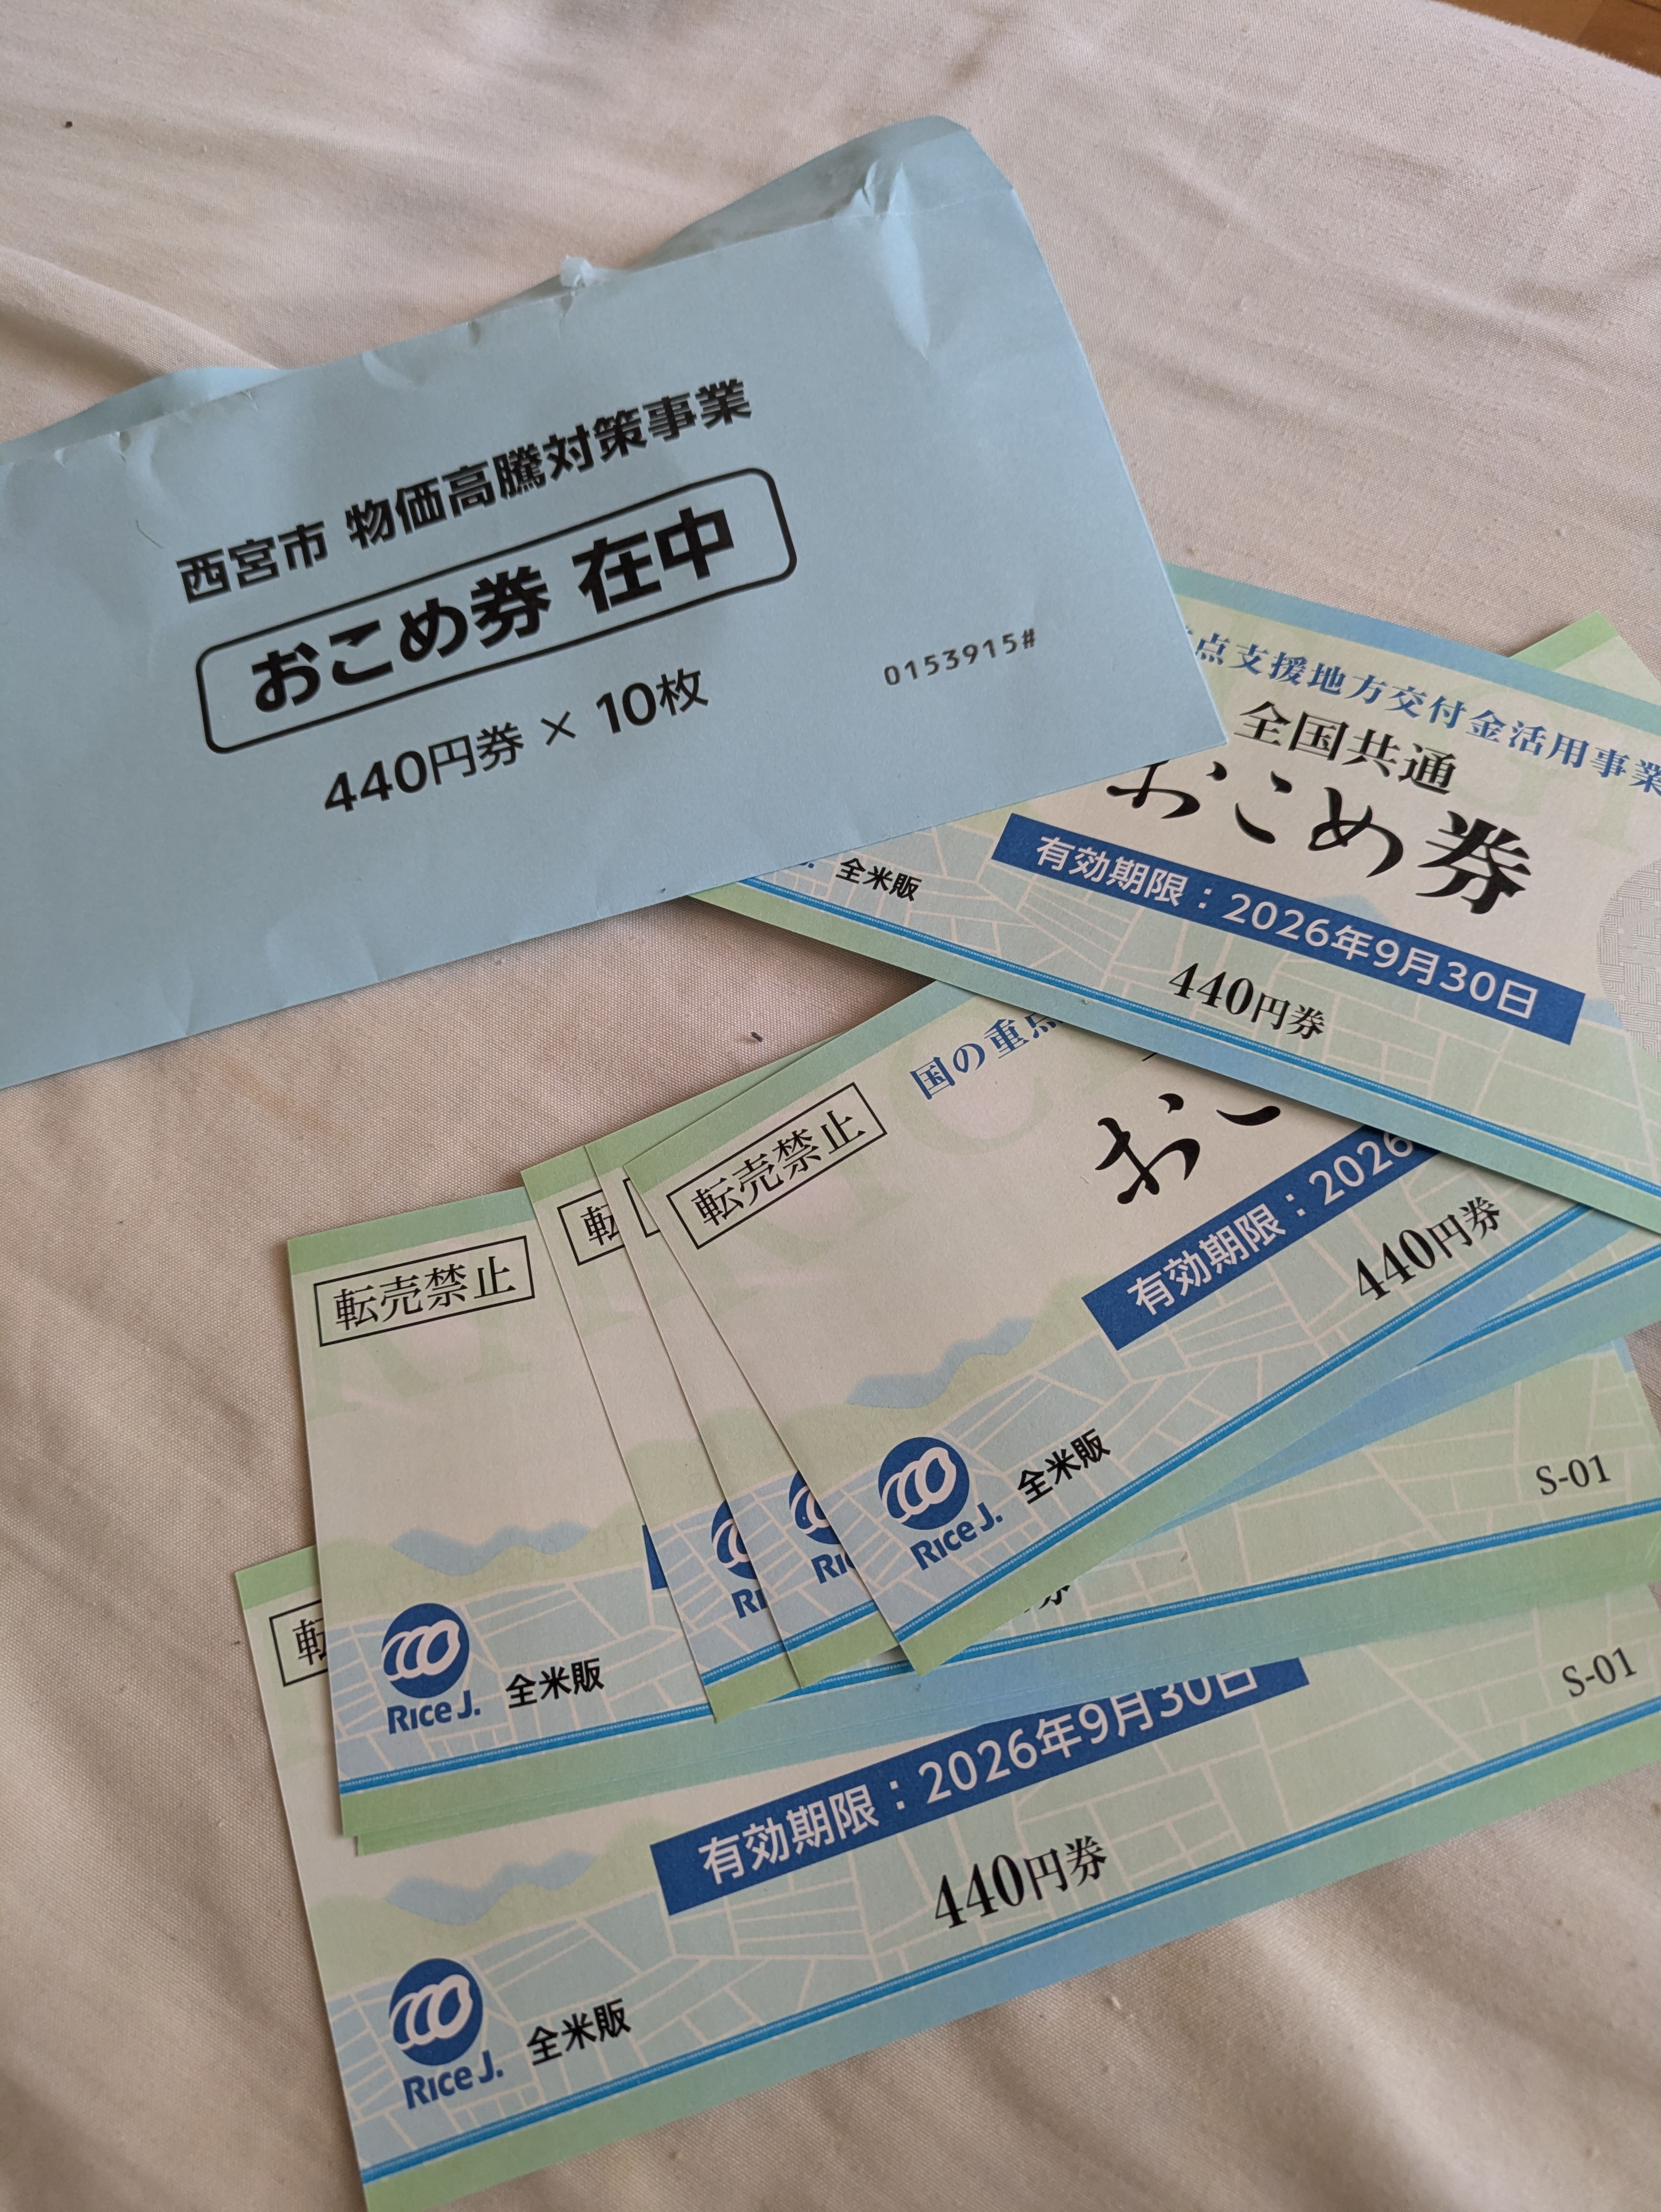 西宮市 物価高騰対策事業
おこめ券 在中
440円券 × 10枚
0153915#
点支援地方交付金活用事業
全国共通
おこめ券
有効期限：2026年9月30日
440円券
全米販
国の重点
転売禁止
おこ
有効期限：2026
440円券
Rice J.
全米販
転売禁止
転
Rice J.
全米販
S-01
転
有効期限：2026年9月30日
440円券
S-01
Rice J.
全米販